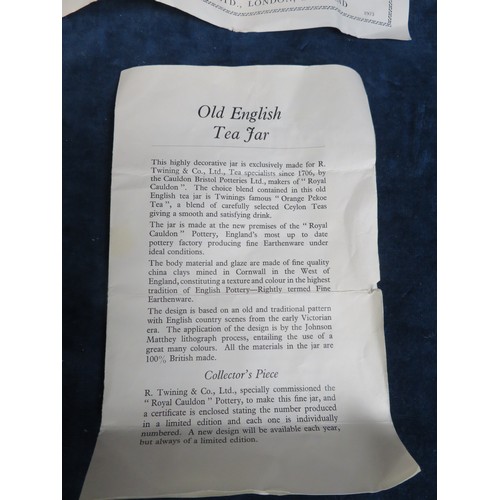 TD., LONDON,
Old English
Tea Jar
This highly decorative jar is exclusively made for R.
Twining & Co., Ltd., Tea specialists since 1706, by
the Cauldon Bristol Potteries Ltd., makers of " Royal
Cauldon ". The choice blend contained in this old
English tea jar is Twinings famous " Orange Pekoe
Tea ", a blend of carefully selected Ceylon Teas
giving a smooth and satisfying drink.
The jar is made at the new premises of the " Royal
Cauldon " Pottery, England's most up to date
pottery factory producing fine Earthenware under
ideal conditions.
The body material and glaze are made of fine quality
china clays mined in Cornwall in the West of
England, constituting a texture and colour in the highest
tradition of English Pottery—Rightly termed Fine
Earthenware.
The design is based on an old and traditional pattern
with English country scenes from the early Victorian
era. The application of the design is by the Johnson
Matthey lithograph process, entailing the use of a
great many colours. All the materials in the jar are
100% British made.
Collector's Piece
R. Twining & Co., Ltd., specially commissioned the
" Royal Cauldon " Pottery, to make this fine jar, and
a certificate is enclosed stating the number produced
in a limited edition and each one is individually
numbered. A new design will be available each year,
but always of a limited edition.